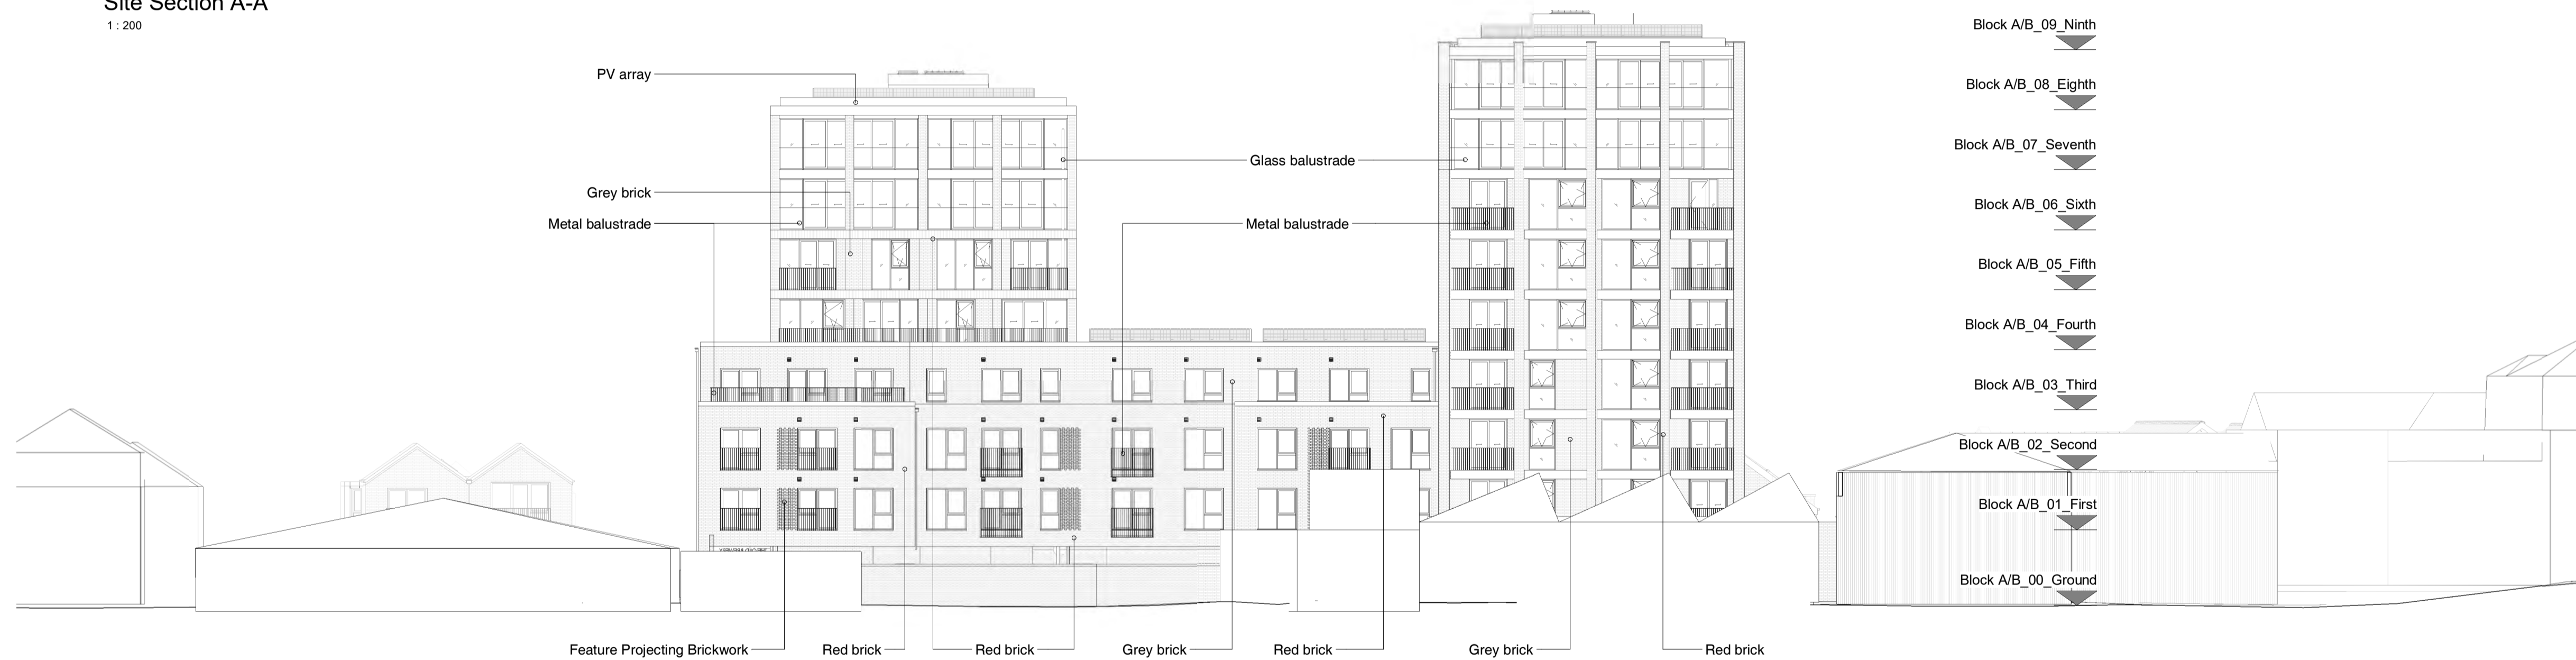 Site Section A-A
1 : 200
Block A/B_09_Ninth
PV array
Block A/B_08_Eighth
Block A/B_07_Seventh
Glass balustrade
Grey brick
Block A/B_06_Sixth
Metal balustrade
Metal balustrade
Block A/B_05_Fifth
Block A/B_04_Fourth
Block A/B_03_Third
Block A/B_02_Second
Block A/B_01_First
Block A/B_00_Ground
Feature Projecting Brickwork
Red brick
Red brick
Grey brick
Red brick
Grey brick
Red brick